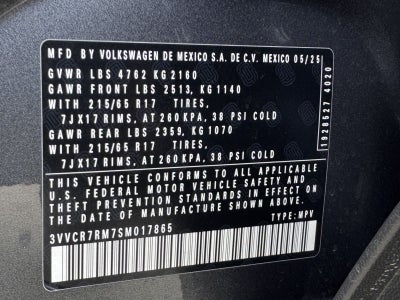 MFD BY VOLKSWAGEN DE MEXICO S.A. DE C.V. MEXICO 05/25
GVWR LBS 4762 KG 2160
GAWR FRONT LBS 2513, KG 1140
WITH 215/65 R17 TIRES,
7JX17 RIMS, AT 260 KPA, 38 PSI COLD
GAWR REAR LBS 2359, KG 1070
WITH 215/65 R17 TIRES,
7JX17 RIMS, AT 260 KPA, 38 PSI COLD
THIS VEHICLE CONFORMS TO ALL APPLICABLE
U.S. FEDERAL MOTOR VEHICLE SAFETY AND
THEFT PREVENTION STANDARDS IN EFFECT ON
THE DATE OF MANUFACTURE SHOWN ABOVE.
3VVCR7RM7SM017865 TYPE: MPV
1928527 4020